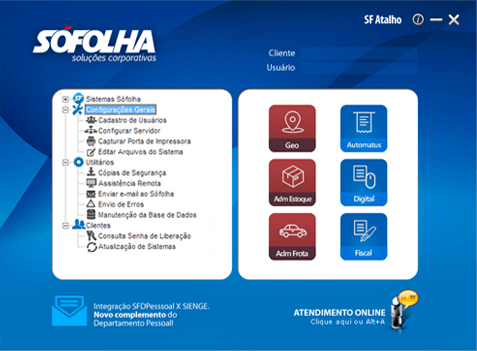 SF Atalho
SÓFOLHA
soluções corporativas
Cliente
Usuário
Sistemas Sófolha
Configurações Gerais
Cadastro de Usuários
Configurar Servidor
Capturar Porta de Impressora
Editar Arquivos do Sistema
Utilitários
Cópias de Segurança
Assistência Remota
Enviar e-mail ao Sófolha
Envio de Erros
Manutenção da Base de Dados
Clientes
Consulta Senha de Liberação
Atualização de Sistemas
Geo
Automatus
Adm Estoque
Digital
Adm Frota
Fiscal
Integração SFDPesssoal X SIENGE.
Novo complemento do
Departamento Pessoal!
ATENDIMENTO ONLINE
Clique aqui ou Alt+A